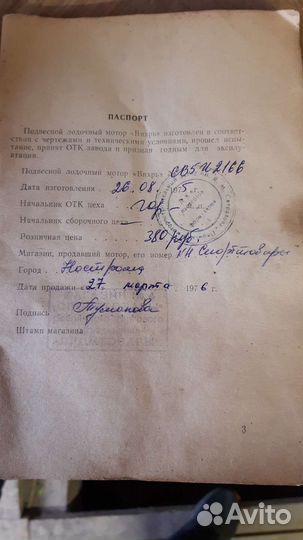 ПАСПОРТ
Подвесной лодочный мотор «Вихрь» изготовлен в соответ-
ствии с чертежами и техническими условиями, прошел испы-
тание, принят ОТК завода и признан годным для эксплу-
атации.
Подвесной лодочный мотор «Вихрь»
Дата изготовления 26.08. 1975 г.
Начальник ОТК цеха
Начальник сборочного цеха
Розничная цена 380 руб.
Магазин, продавший мотор, его номер Спорттовары
Город Кострома
Дата продажи с 27. марта 1976 г.
Подпись Туманова
Штамп магазина
3
Avito